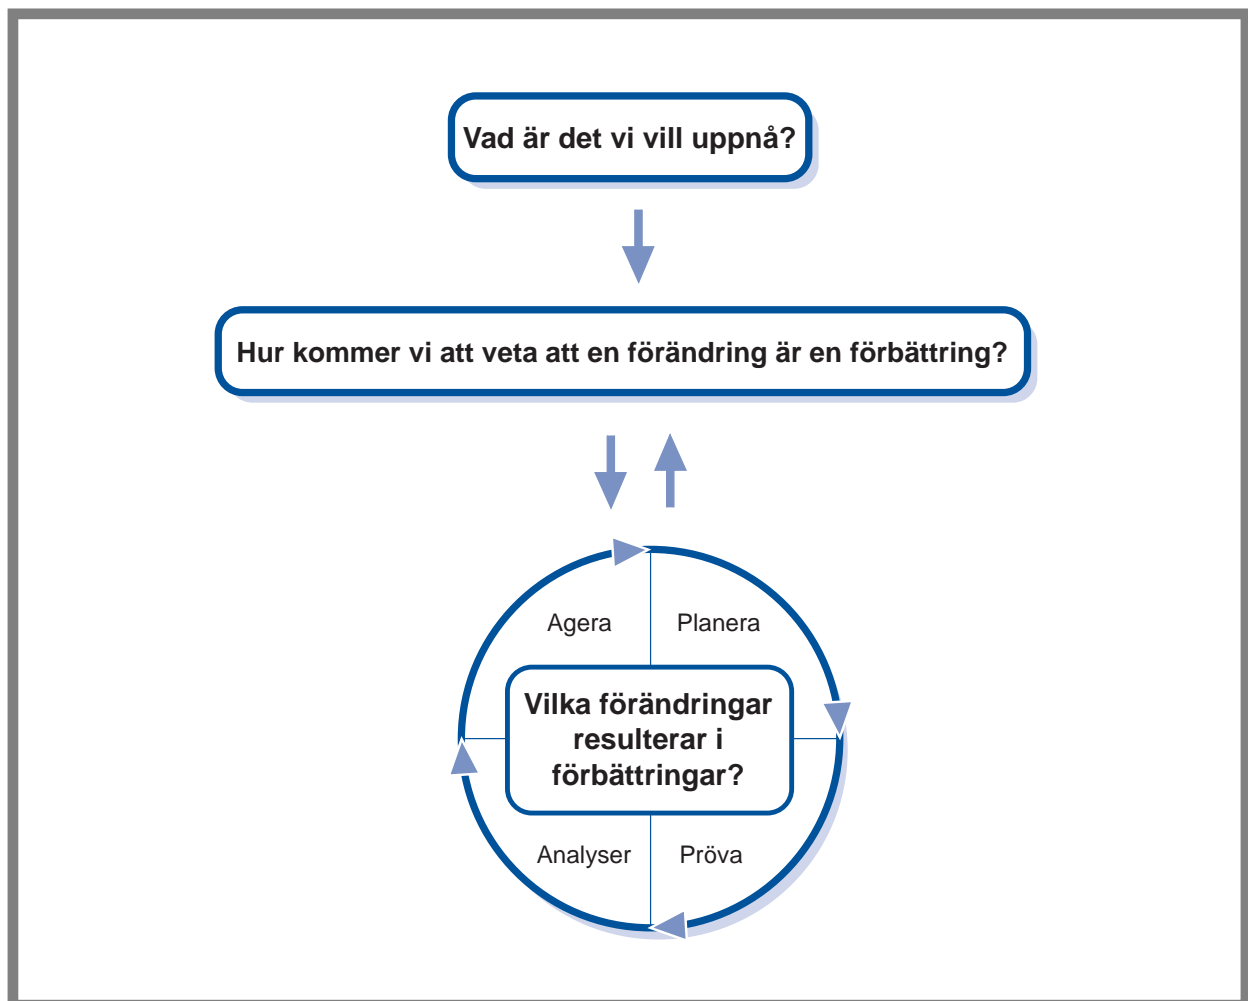 Vad är det vi vill uppnå?
Hur kommer vi att veta att en förändring är en förbättring?
Agera
Planera
Vilka förändringar
resulterar i
förbättringar?
Analyser
Pröva